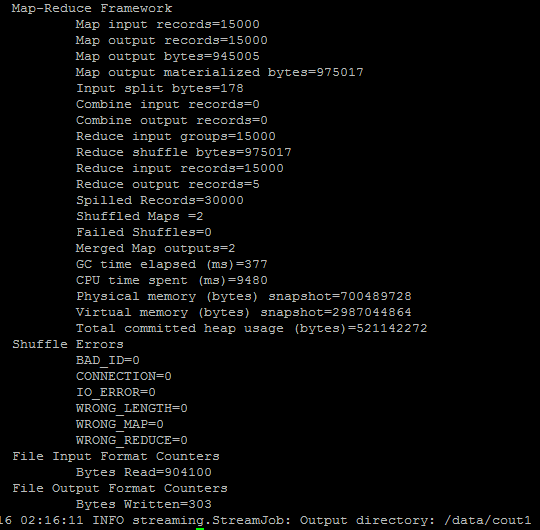 Map-Reduce Framework
Map input records=15000
Map output records=15000
Map output bytes=945005
Map output materialized bytes=975017
Input split bytes=178
Combine input records=0
Combine output records=0
Reduce input groups=15000
Reduce shuffle bytes=975017
Reduce input records=15000
Reduce output records=5
Spilled Records=30000
Shuffled Maps =2
Failed Shuffles=0
Merged Map outputs=2
GC time elapsed (ms)=377
CPU time spent (ms)=9480
Physical memory (bytes) snapshot=700489728
Virtual memory (bytes) snapshot=2987044864
Total committed heap usage (bytes)=521142272
Shuffle Errors
BAD_ID=0
CONNECTION=0
IO_ERROR=0
WRONG_LENGTH=0
WRONG_MAP=0
WRONG_REDUCE=0
File Input Format Counters
Bytes Read=904100
File Output Format Counters
Bytes Written=303
16 02:16:11 INFO streaming.StreamJob: Output directory: /data/cout1